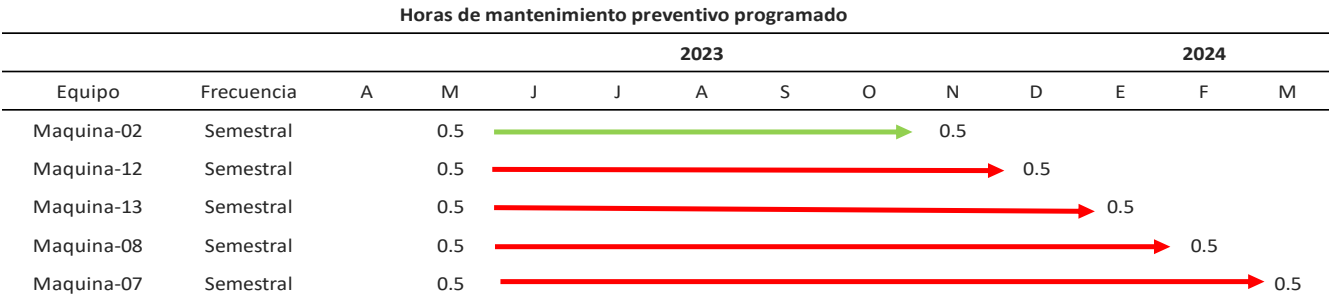 Horas de mantenimiento preventivo programado
2023 2024
Equipo Frecuencia A M J J A S O N D E F M
Maquina-02 Semestral 0.5 0.5
Maquina-12 Semestral 0.5 0.5
Maquina-13 Semestral 0.5 0.5
Maquina-08 Semestral 0.5 0.5
Maquina-07 Semestral 0.5 0.5